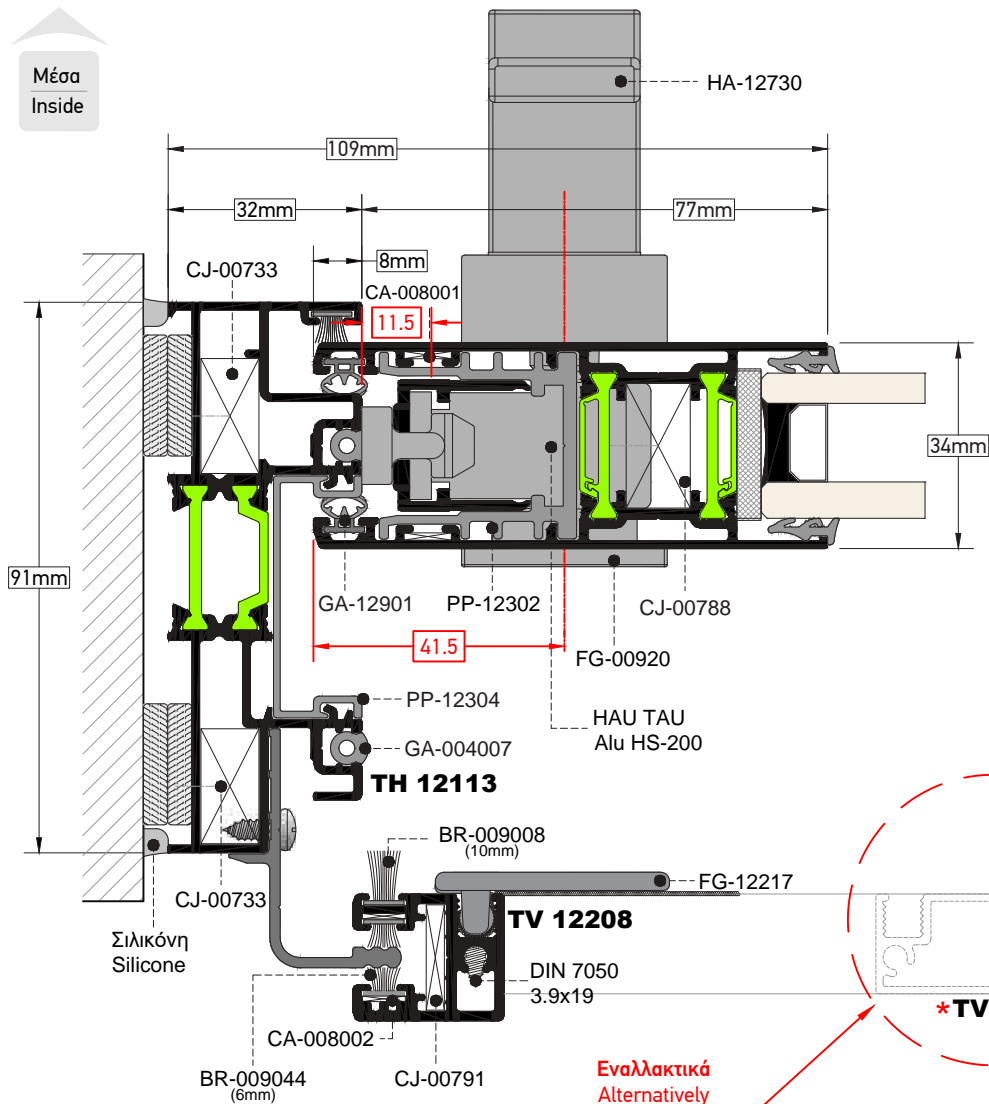 Μέσα
Inside
HA-12730
109mm
32mm
77mm
8mm
CJ-00733
CA-008001
11.5
34mm
91mm
GA-12901
PP-12302
CJ-00788
41.5
FG-00920
PP-12304
HAU TAU
Alu HS-200
GA-004007
TH 12113
BR-009008
(10mm)
FG-12217
CJ-00733
TV 12208
Σιλικόνη
Silicone
DIN 7050
3.9x19
*TV
CA-008002
BR-009044
(6mm)
CJ-00791
Εναλλακτικά
Alternatively